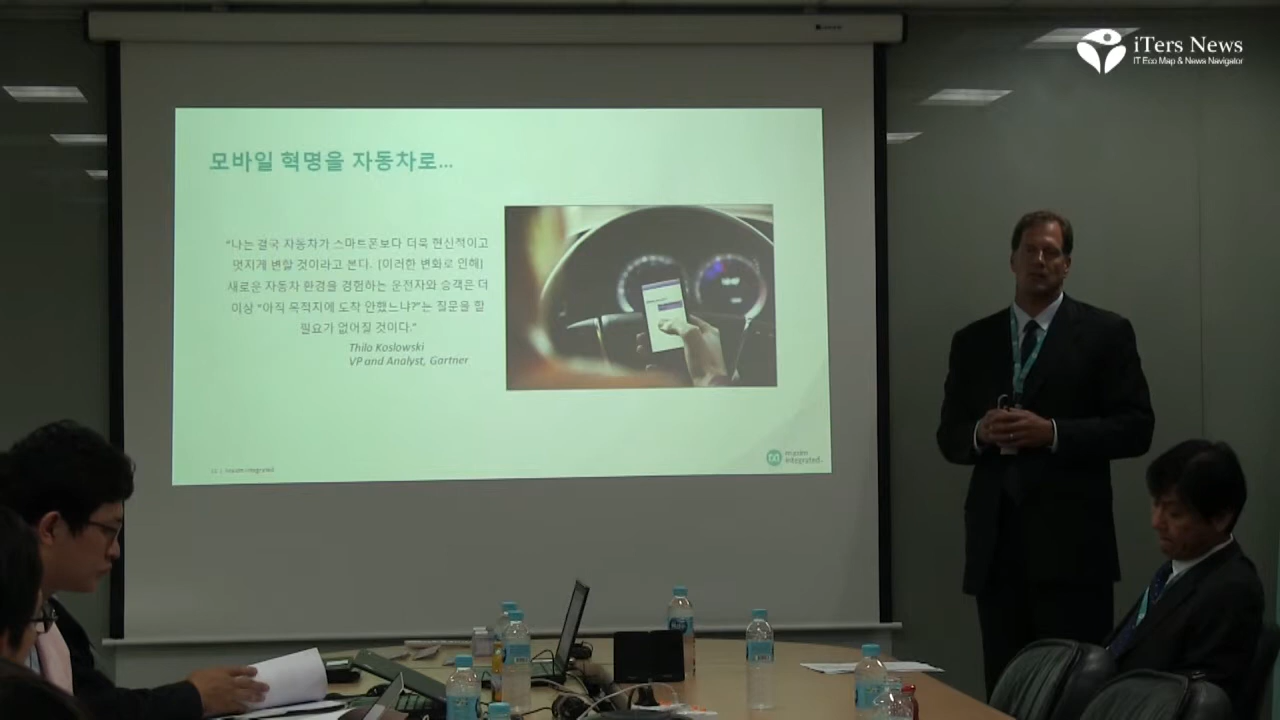 iTers News
IT Eco Map & News Navigator
모바일 혁명을 자동차로...
“나는 결국 자동차가 스마트폰보다 더욱 혁신적이고
멋지게 변할 것이라고 본다. [이러한 변화로 인해]
새로운 자동차 환경을 경험하는 운전자와 승객은 더
이상 “아직 목적지에 도착 안했느냐?”는 질문을 할
필요가 없어질 것이다.”
Thilo Koslowski
VP and Analyst, Gartner
maxim integrated
maxim
integrated